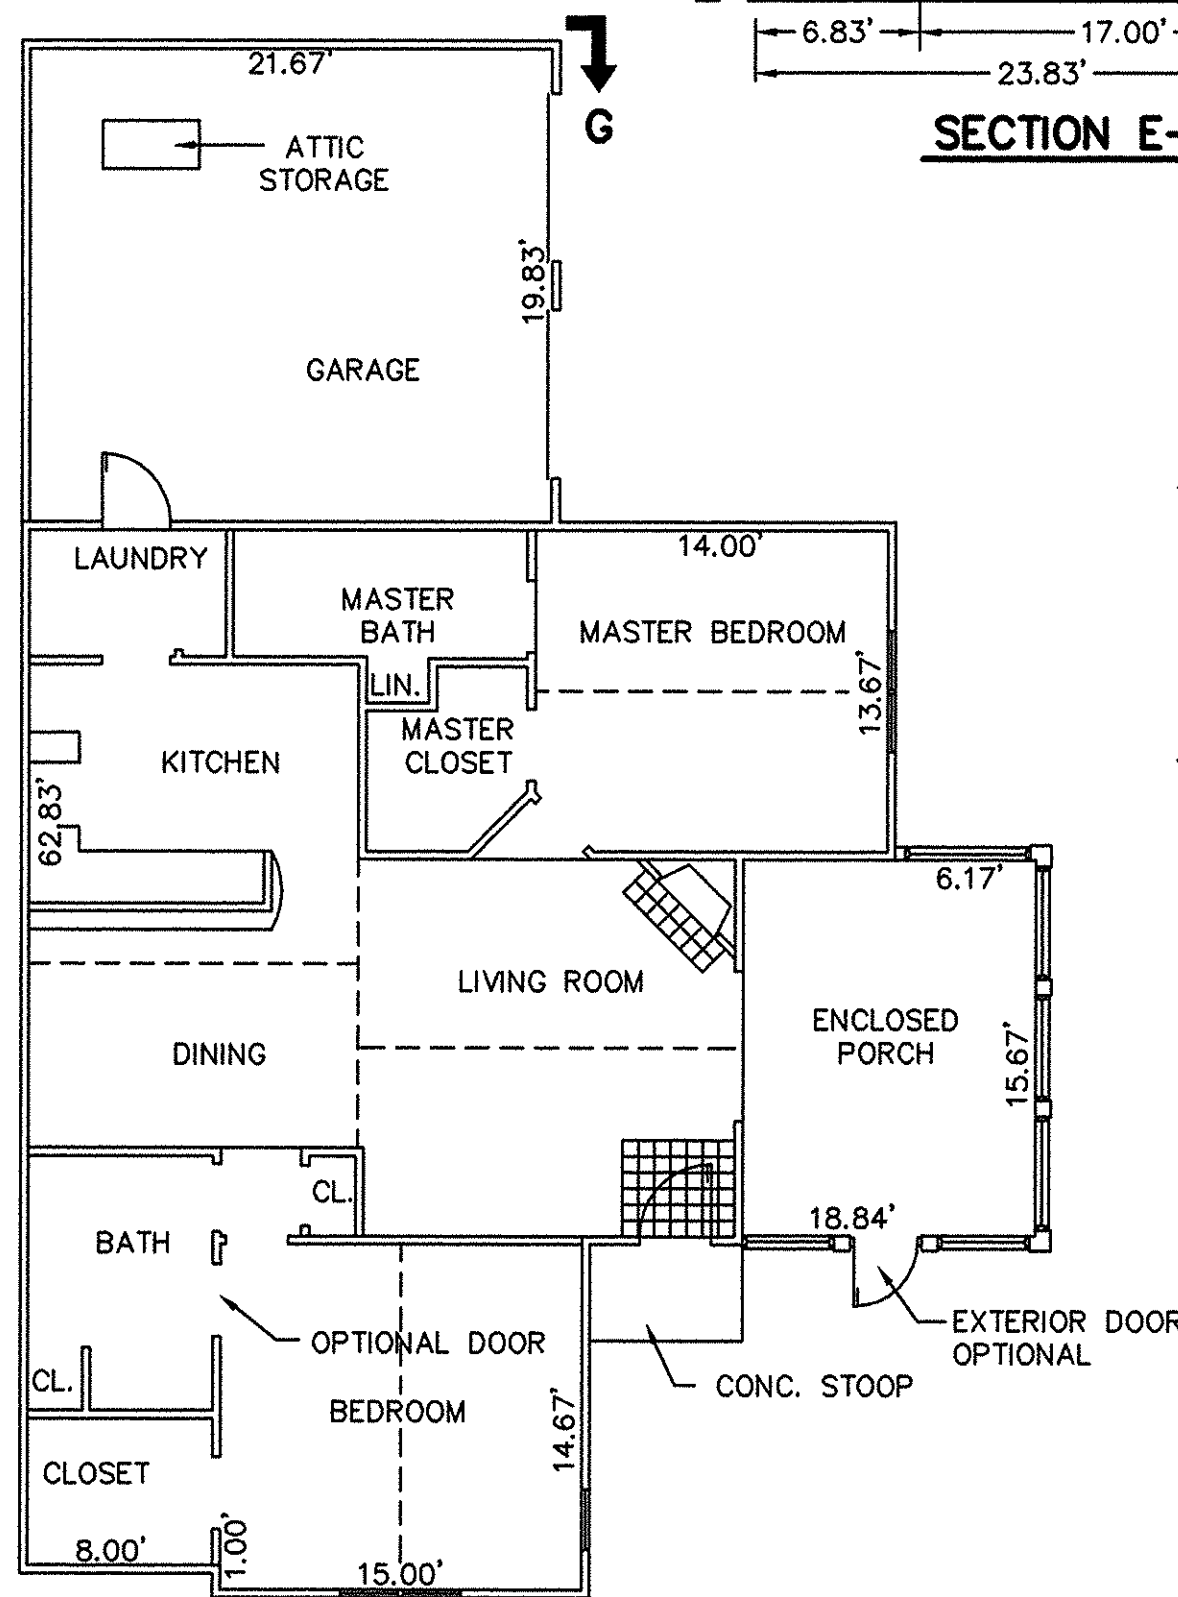 6.83'
17.00'
23.83'
SECTION E-
G
21.67'
ATTIC
STORAGE
19.83'
GARAGE
LAUNDRY
MASTER
BATH
14.00'
MASTER BEDROOM
LIN.
13.67'
MASTER
CLOSET
KITCHEN
62.83'
6.17'
LIVING ROOM
ENCLOSED
PORCH
15.67'
DINING
CL.
BATH
18.84'
OPTIONAL DOOR
EXTERIOR DOOR
OPTIONAL
CL.
CONC. STOOP
BEDROOM
14.67'
CLOSET
8.00'
1.00'
15.00'